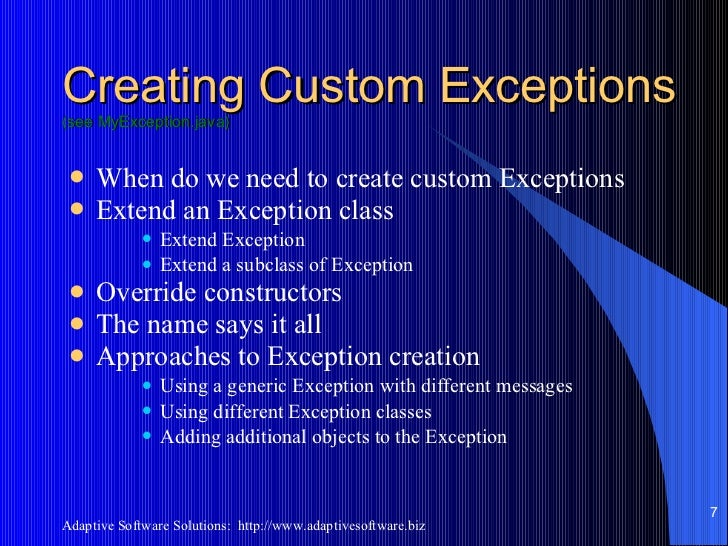 Creating Custom Exceptions
(see MyException.java)
When do we need to create custom Exceptions
Extend an Exception class
Extend Exception
Extend a subclass of Exception
Override constructors
The name says it all
Approaches to Exception creation
Using a generic Exception with different messages
Using different Exception classes
Adding additional objects to the Exception
7
Adaptive Software Solutions: http://www.adaptivesoftware.biz